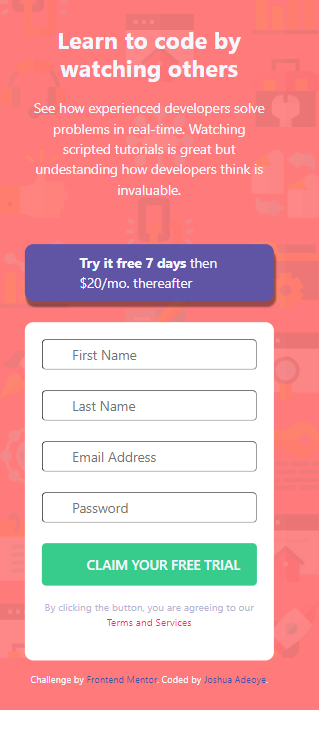 Learn to code by
watching others
See how experienced developers solve
problems in real-time. Watching
scripted tutorials is great but
undestanding how developers think is
invaluable.
Try it free 7 days then
$20/mo. thereafter
First Name
Last Name
Email Address
Password
CLAIM YOUR FREE TRIAL
By clicking the button, you are agreeing to our
Terms and Services
Challenge by Frontend Mentor. Coded by Joshua Adeoye.